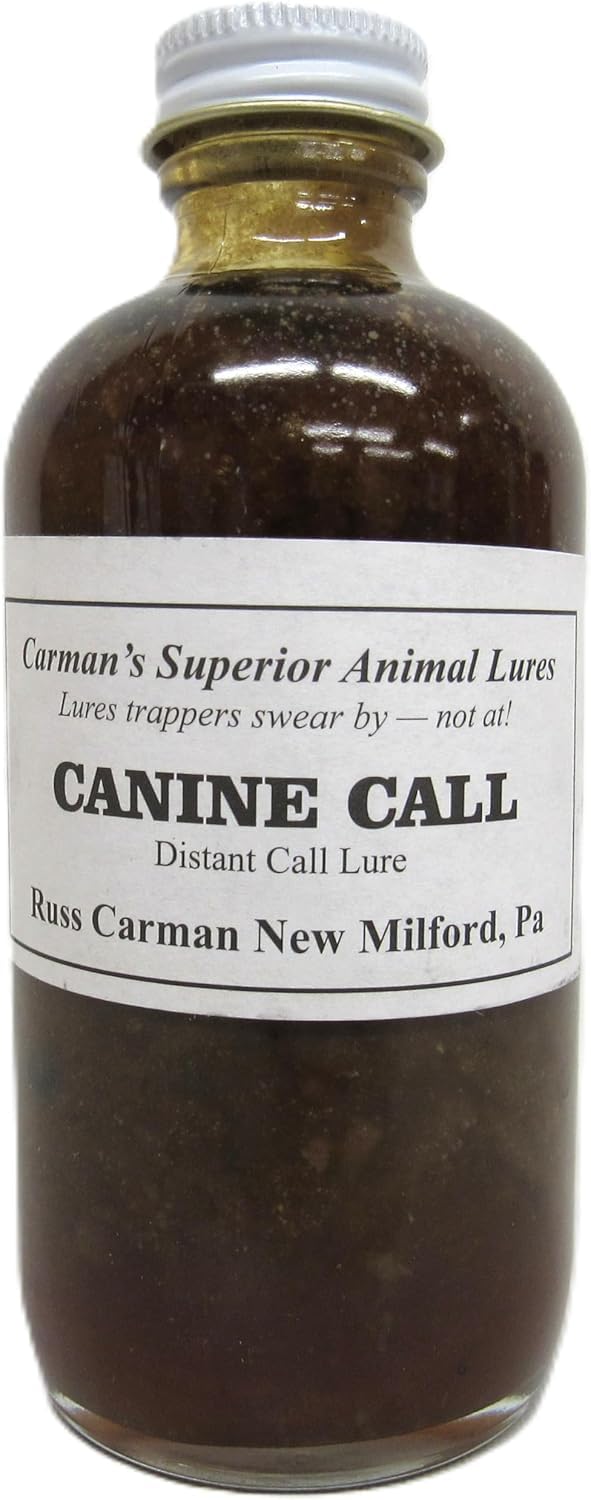 Carman's Superior Animal Lures
Lures trappers swear by — not at!
CANINE CALL
Distant Call Lure
Russ Carman New Milford, Pa